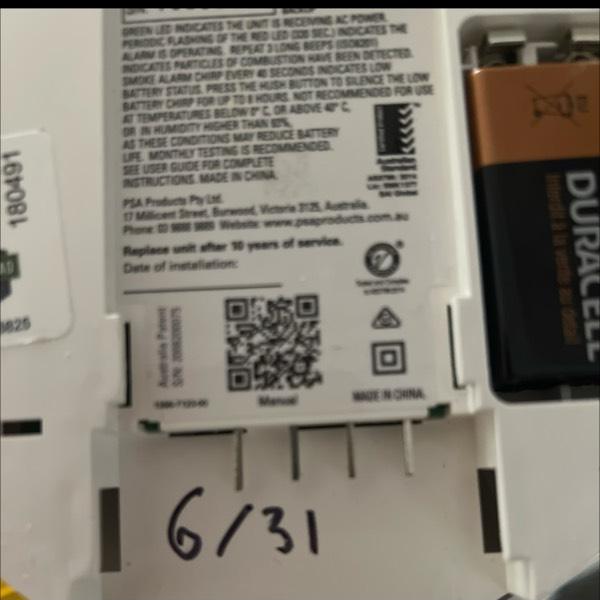 GREEN LED INDICATES THE UNIT IS RECEIVING AC POWER.
PERIODIC FLASHING OF THE RED LED (330 SEC.) INDICATES THE
ALARM IS OPERATING. REPEAT 3 LONG BEEPS (ISO8201)
INDICATES PARTICLES OF COMBUSTION HAVE BEEN DETECTED.
SMOKE ALARM CHIRP EVERY 40 SECONDS INDICATES LOW
BATTERY STATUS. PRESS THE HUSH BUTTON TO SILENCE THE LOW
BATTERY CHIRP FOR UP TO 8 HOURS. NOT RECOMMENDED FOR USE
AT TEMPERATURES BELOW 0° C, OR ABOVE 40° C,
OR IN HUMIDITY HIGHER THAN 93%,
AS THESE CONDITIONS MAY REDUCE BATTERY
LIFE. MONTHLY TESTING IS RECOMMENDED.
SEE USER GUIDE FOR COMPLETE
INSTRUCTIONS. MADE IN CHINA.
PSA Products Pty Ltd.
17 Millicent Street, Burwood, Victoria 3125, Australia.
Phone: 03 9888 9889 Website: www.psaproducts.com.au
Replace unit after 10 years of service.
Date of installation:
Australia Patent
S/N: 2008200075
Manual
MADE IN CHINA.
180491
DURACELL
6/31